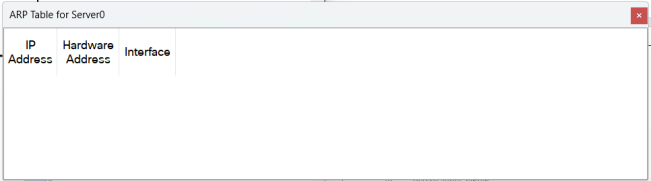 ARP Table for Server0
IP Address
Hardware Address
Interface